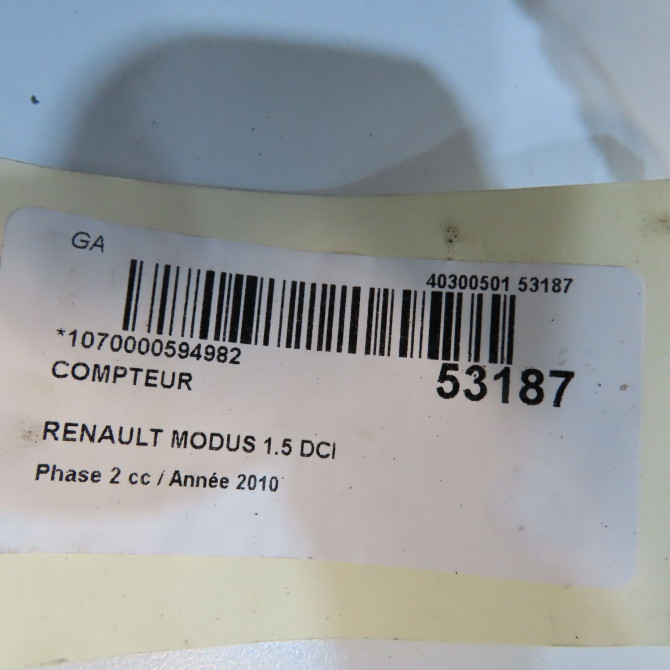 GA
40300501 53187
*1070000594982
53187
COMPTEUR
RENAULT MODUS 1.5 DCI
Phase 2 cc / Année 2010